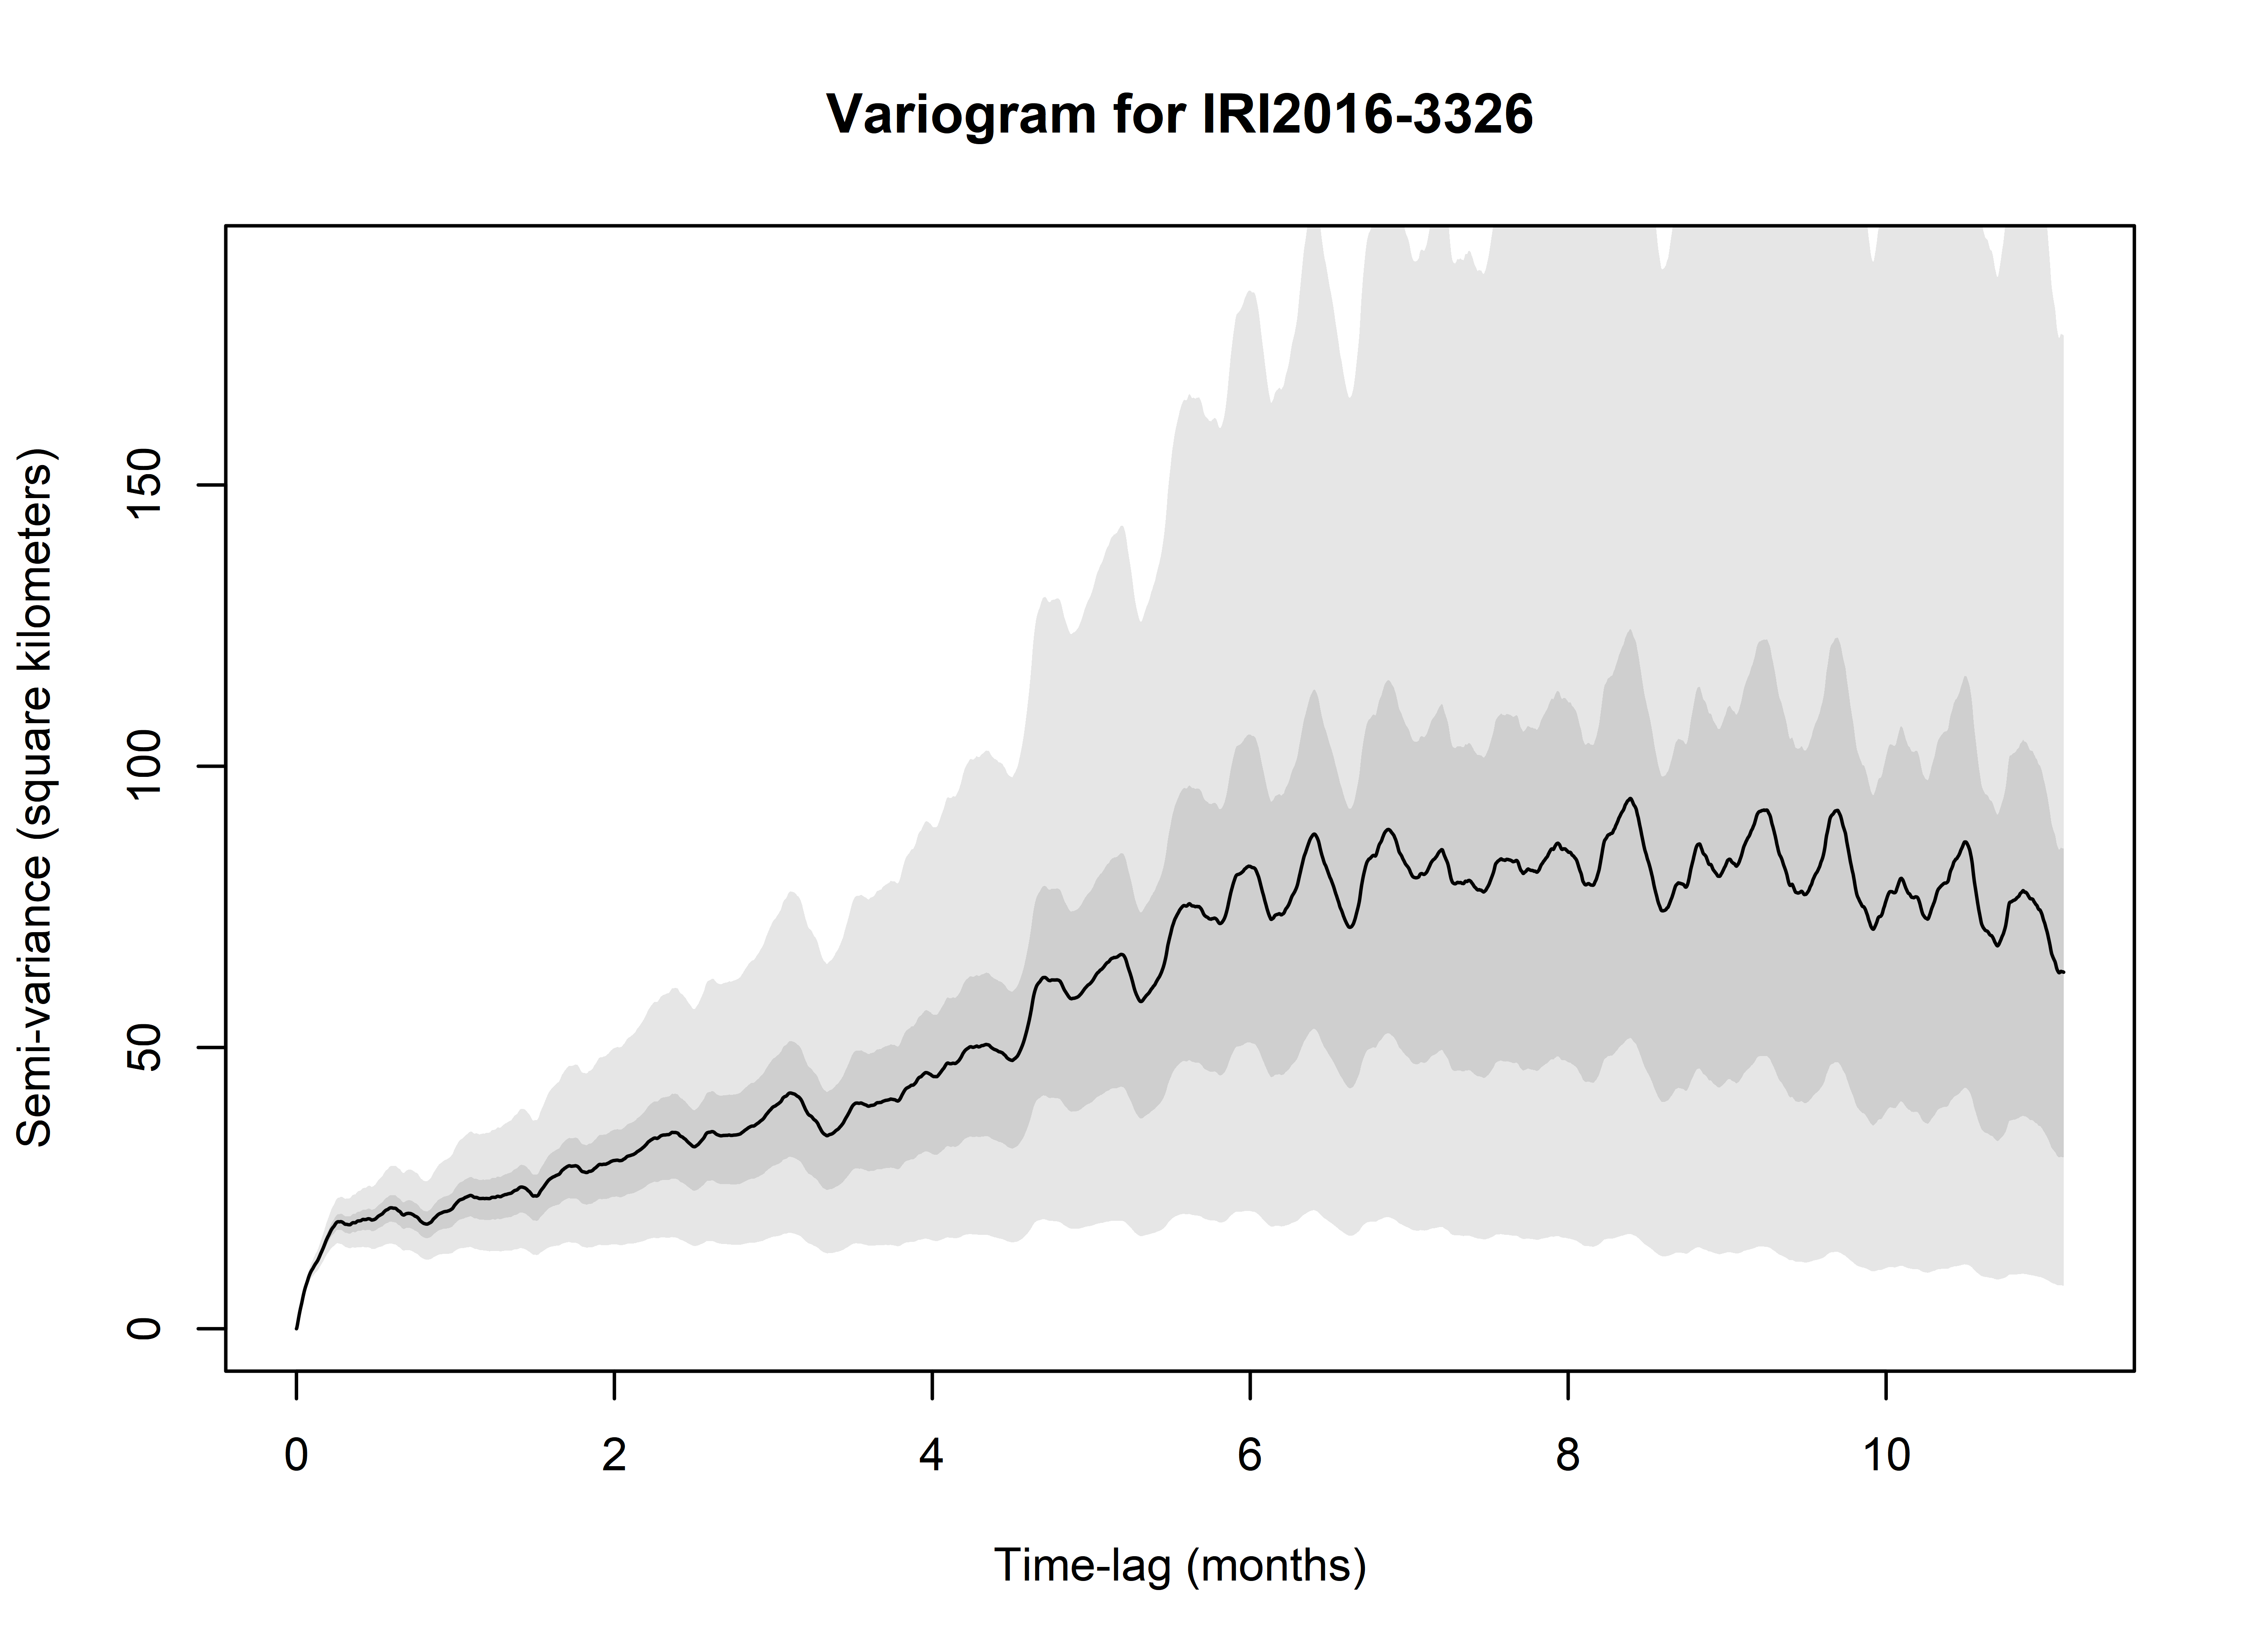 Variogram for IRI2016-3326
Semi-variance (square kilometers)
150
100
50
0
0 2 4 6 8 10
Time-lag (months)